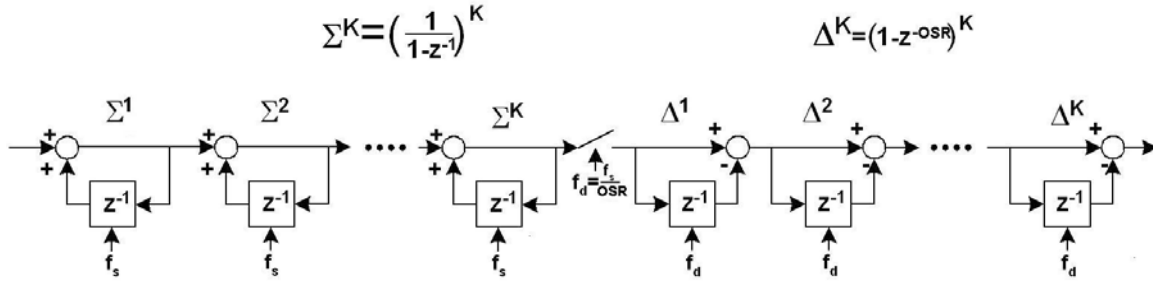 Σ^K=(1/(1-z^-1))^K
Δ^K=(1-z^-OSR)^K
Σ^1 Σ^2 Σ^K Δ^1 Δ^2 Δ^K
+ + + + - + - + -
+ + +
f_d=f_s/OSR
z^-1 z^-1 z^-1 z^-1 z^-1 z^-1
f_s f_s f_s f_d f_d f_d